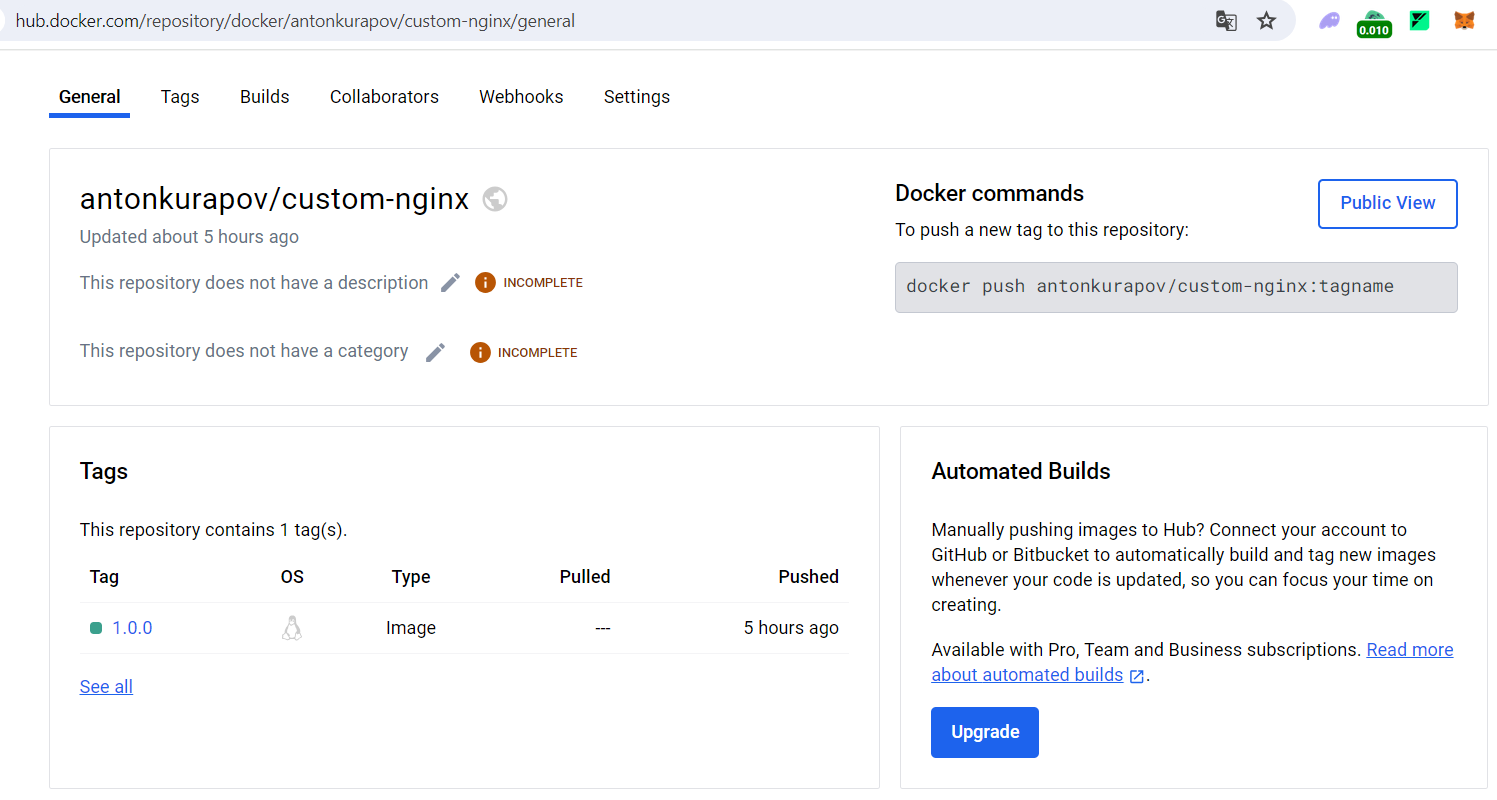 hub.docker.com/repository/docker/antonkurapov/custom-nginx/general
0.010
General Tags Builds Collaborators Webhooks Settings
antonkurapov/custom-nginx
Updated about 5 hours ago
This repository does not have a description INCOMPLETE
This repository does not have a category INCOMPLETE
Docker commands
Public View
To push a new tag to this repository:
docker push antonkurapov/custom-nginx:tagname
Tags
This repository contains 1 tag(s).
Tag OS Type Pulled Pushed
1.0.0 Image --- 5 hours ago
See all
Automated Builds
Manually pushing images to Hub? Connect your account to
GitHub or Bitbucket to automatically build and tag new images
whenever your code is updated, so you can focus your time on
creating.
Available with Pro, Team and Business subscriptions. Read more
about automated builds .
Upgrade